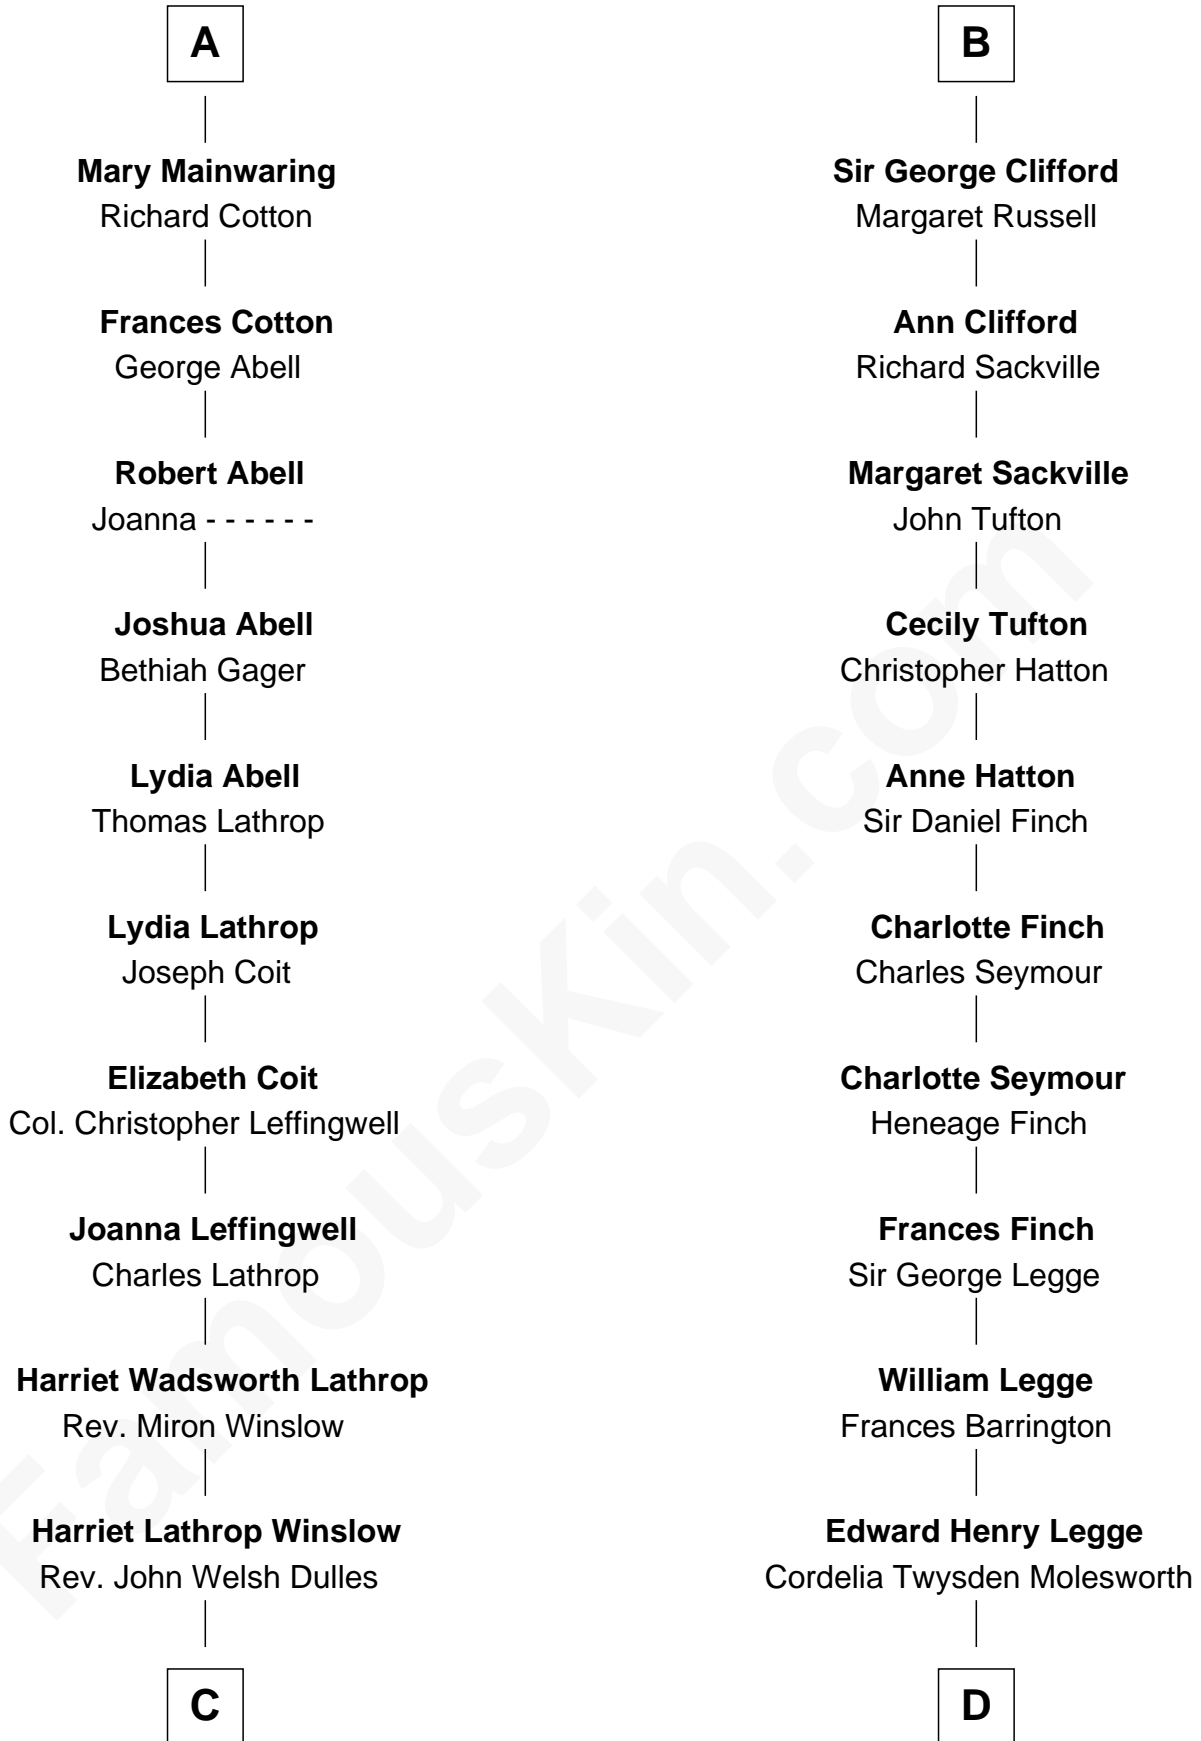 A
Mary Mainwaring
Richard Cotton
Frances Cotton
George Abell
Robert Abell
Joanna - - - - - -
Joshua Abell
Bethiah Gager
Lydia Abell
Thomas Lathrop
Lydia Lathrop
Joseph Coit
Elizabeth Coit
Col. Christopher Leffingwell
Joanna Leffingwell
Charles Lathrop
Harriet Wadsworth Lathrop
Rev. Miron Winslow
Harriet Lathrop Winslow
Rev. John Welsh Dulles
C
B
Sir George Clifford
Margaret Russell
Ann Clifford
Richard Sackville
Margaret Sackville
John Tufton
Cecily Tufton
Christopher Hatton
Anne Hatton
Sir Daniel Finch
Charlotte Finch
Charles Seymour
Charlotte Seymour
Heneage Finch
Frances Finch
Sir George Legge
William Legge
Frances Barrington
Edward Henry Legge
Cordelia Twysden Molesworth
D
FamousKin.com